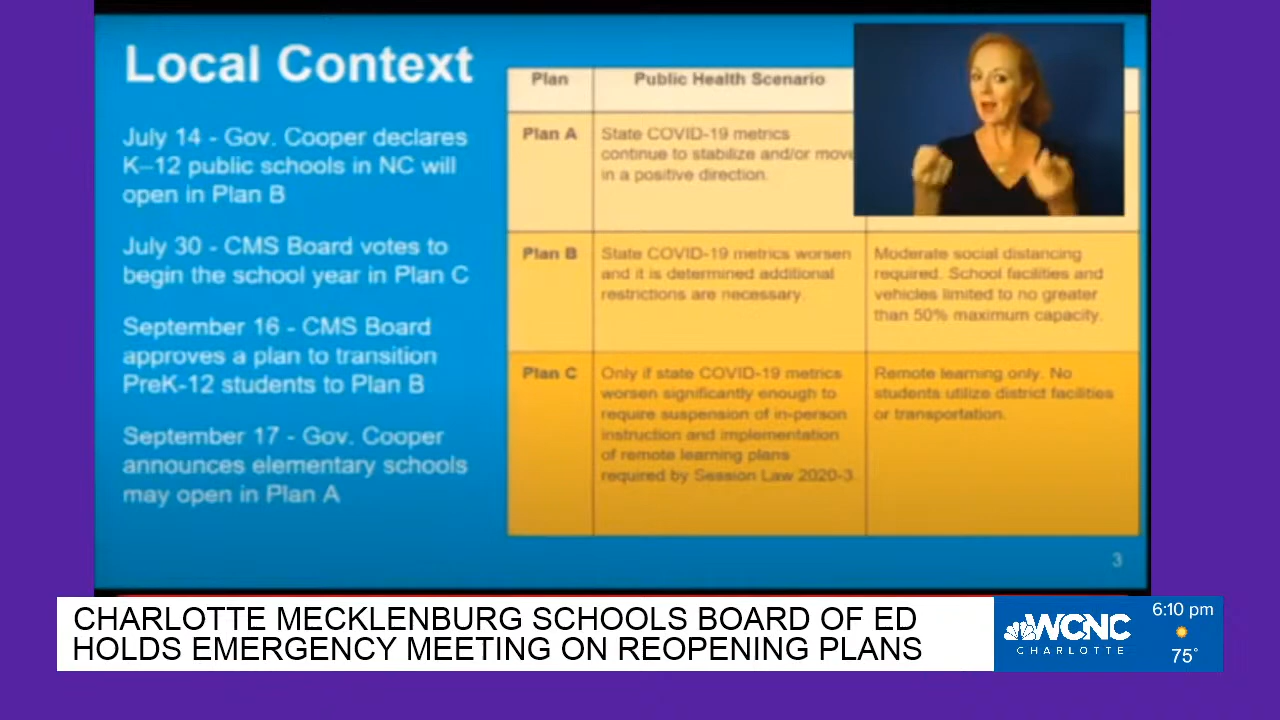 Local Context
July 14 - Gov. Cooper declares
K–12 public schools in NC will
open in Plan B
July 30 - CMS Board votes to
begin the school year in Plan C
September 16 - CMS Board
approves a plan to transition
PreK-12 students to Plan B
September 17 - Gov. Cooper
announces elementary schools
may open in Plan A
Plan
Public Health Scenario
Plan A
State COVID-19 metrics
continue to stabilize and/or move
in a positive direction.
Plan B
State COVID-19 metrics worsen
and it is determined additional
restrictions are necessary.
Moderate social distancing
required. School facilities and
vehicles limited to no greater
than 50% maximum capacity.
Plan C
Only if state COVID-19 metrics
worsen significantly enough to
require suspension of in-person
instruction and implementation
of remote learning plans
required by Session Law 2020-3.
Remote learning only. No
students utilize district facilities
or transportation.
3
CHARLOTTE MECKLENBURG SCHOOLS BOARD OF ED
HOLDS EMERGENCY MEETING ON REOPENING PLANS
WCNC
CHARLOTTE
6:10 pm
75°